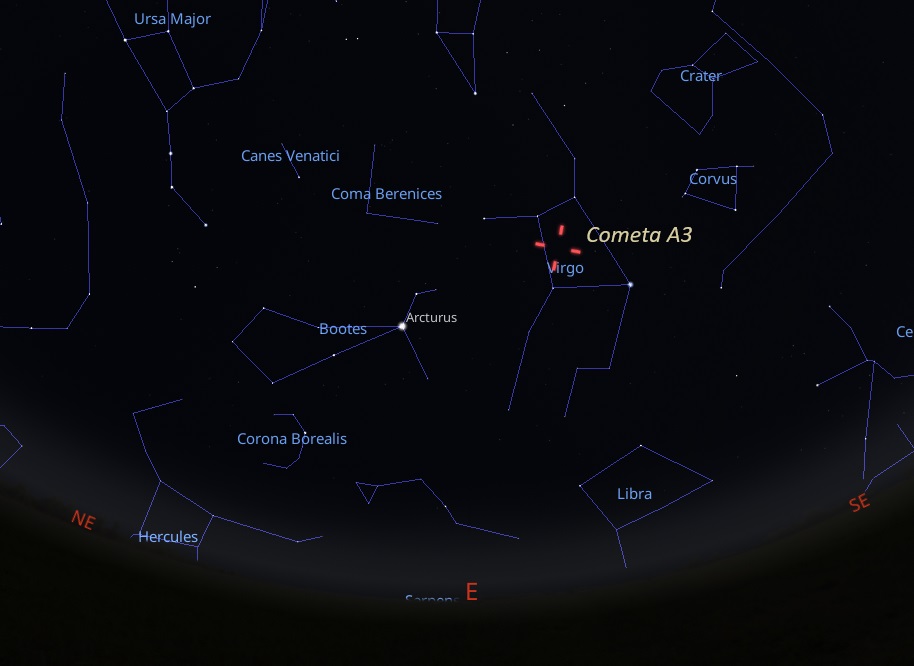 Ursa Major
Crater
Canes Venatici
Coma Berenices
Corvus
Cometa A3
Virgo
Arcturus
Bootes
Ce
Corona Borealis
Libra
SE
NE
Hercules
E